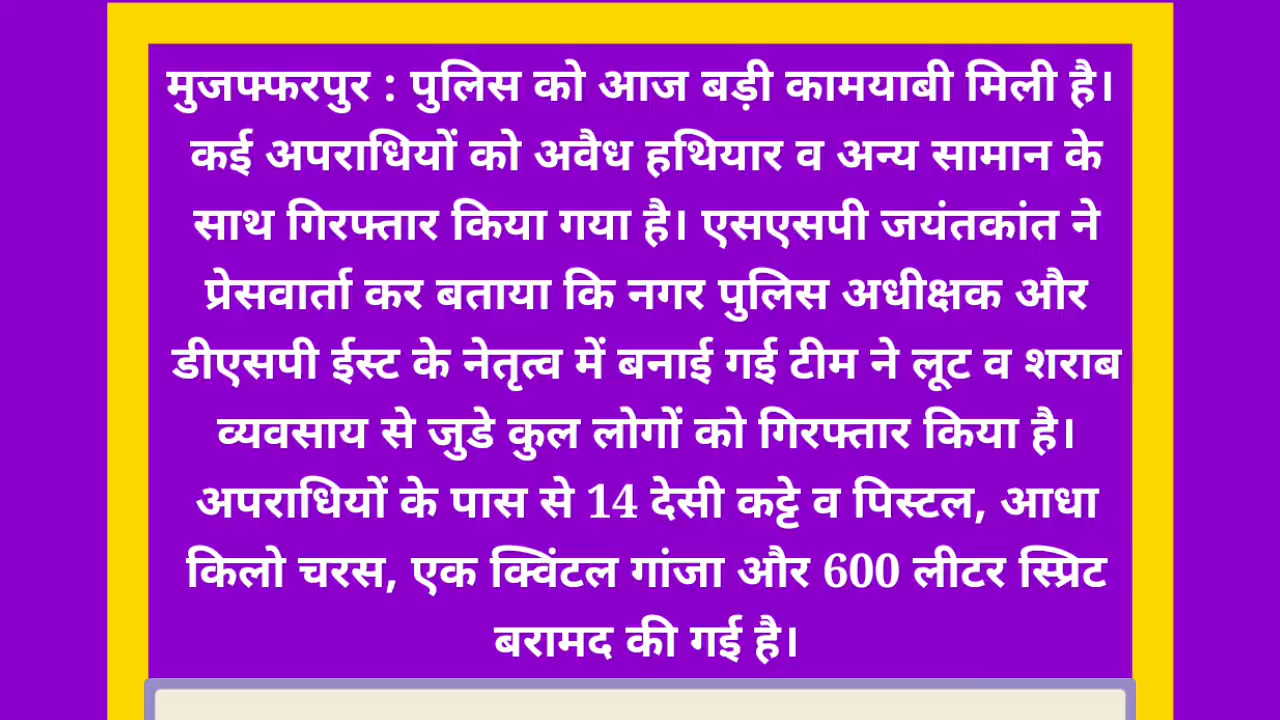 मुजफ्फरपुर : पुलिस को आज बड़ी कामयाबी मिली है।
कई अपराधियों को अवैध हथियार व अन्य सामान के
साथ गिरफ्तार किया गया है। एसएसपी जयंतकांत ने
प्रेसवार्ता कर बताया कि नगर पुलिस अधीक्षक और
डीएसपी ईस्ट के नेतृत्व में बनाई गई टीम ने लूट व शराब
व्यवसाय से जुडे कुल लोगों को गिरफ्तार किया है।
अपराधियों के पास से 14 देसी कट्टे व पिस्टल, आधा
किलो चरस, एक क्विंटल गांजा और 600 लीटर स्प्रिट
बरामद की गई है।